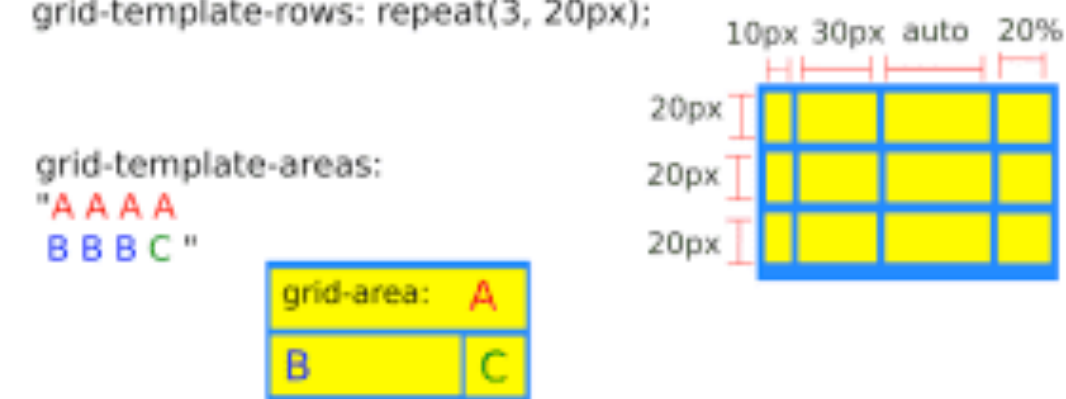 grid-template-rows: repeat(3, 20px);
10px 30px auto 20%
20px
20px
20px
grid-template-areas:
"A A A A
B B B C "
grid-area: A
B C